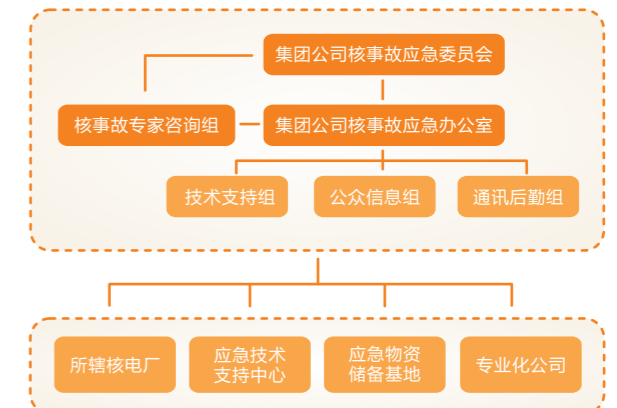 集团公司核事故应急委员会
核事故专家咨询组
集团公司核事故应急办公室
技术支持组
公众信息组
通讯后勤组
所辖核电厂
应急技术
支持中心
应急物资
储备基地
专业化公司